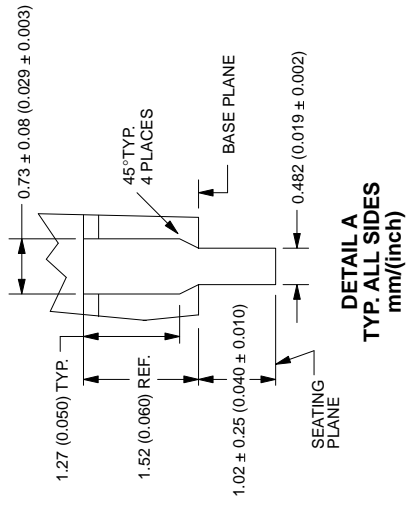 0.73 ± 0.08 (0.029 ± 0.003)
45°TYP.
4 PLACES
BASE PLANE
0.482 (0.019 ± 0.002)
1.27 (0.050) TYP.
1.52 (0.060) REF.
1.02 ± 0.25 (0.040 ± 0.010)
SEATING
PLANE
DETAIL A
TYP. ALL SIDES
mm/(inch)